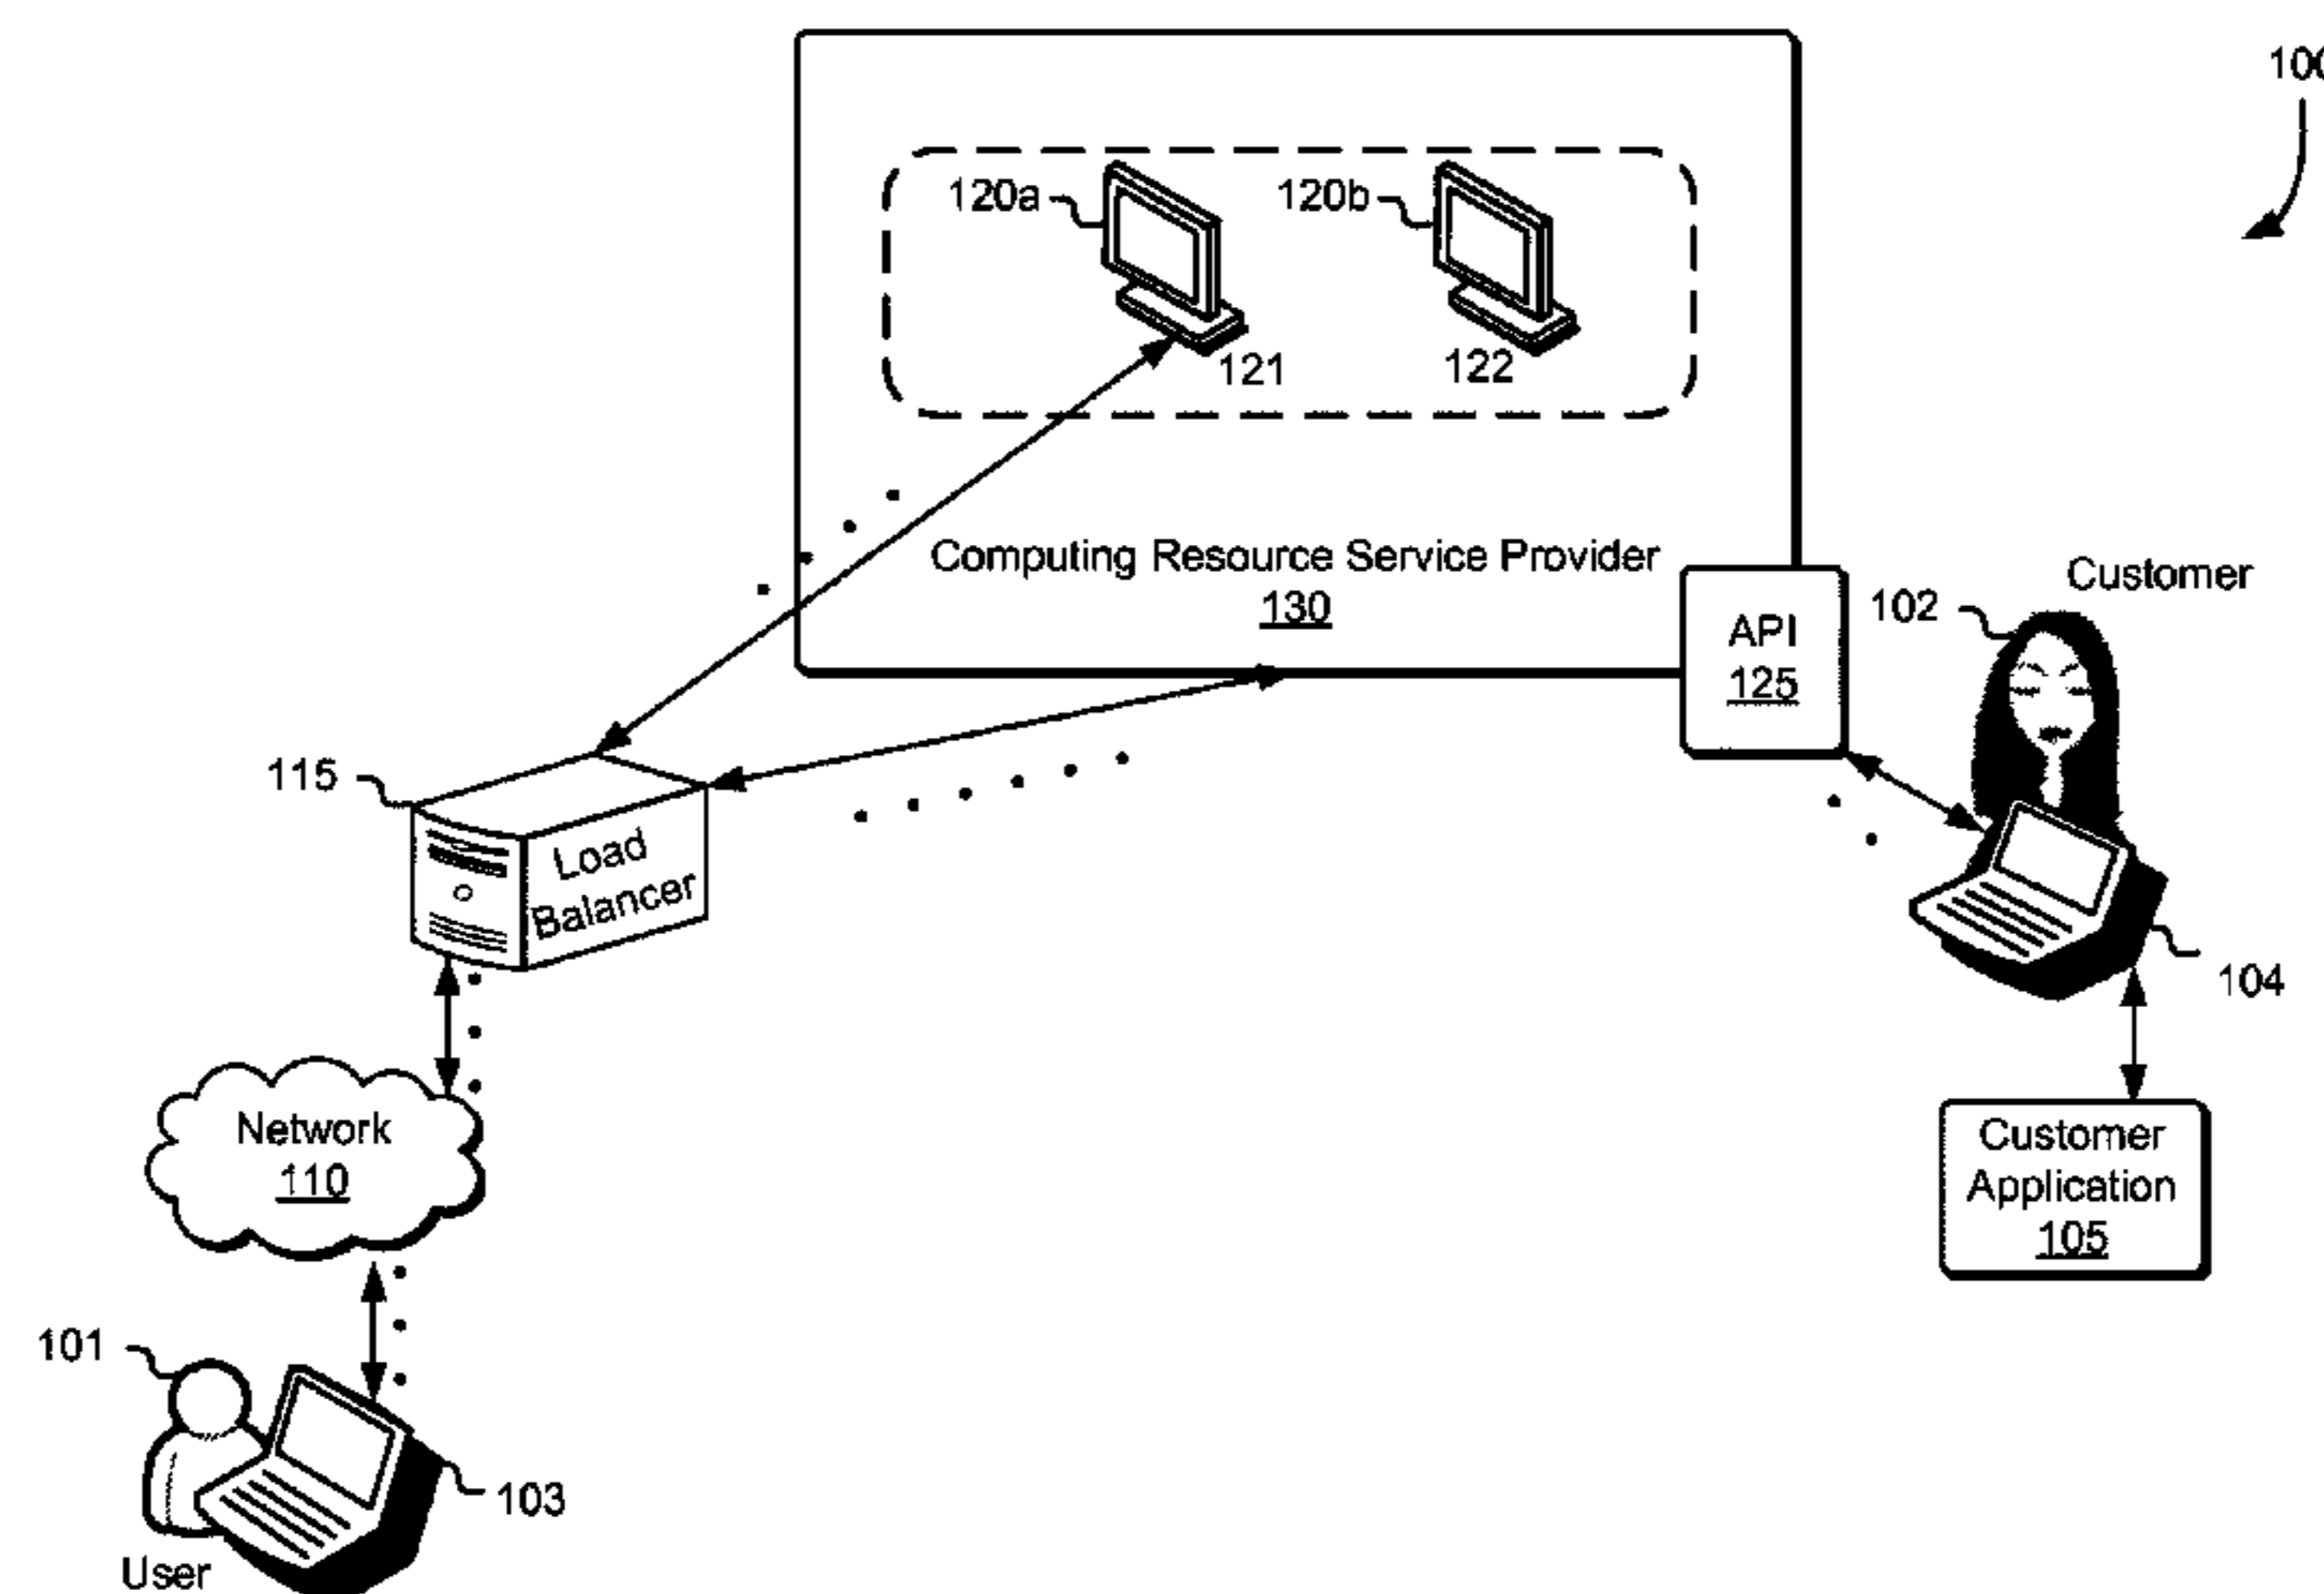 100
120a
120b
121
122
Computing Resource Service Provider
130
API
125
Customer
102
104
115
Load
Balancer
Network
110
Customer
Application
105
101
103
User